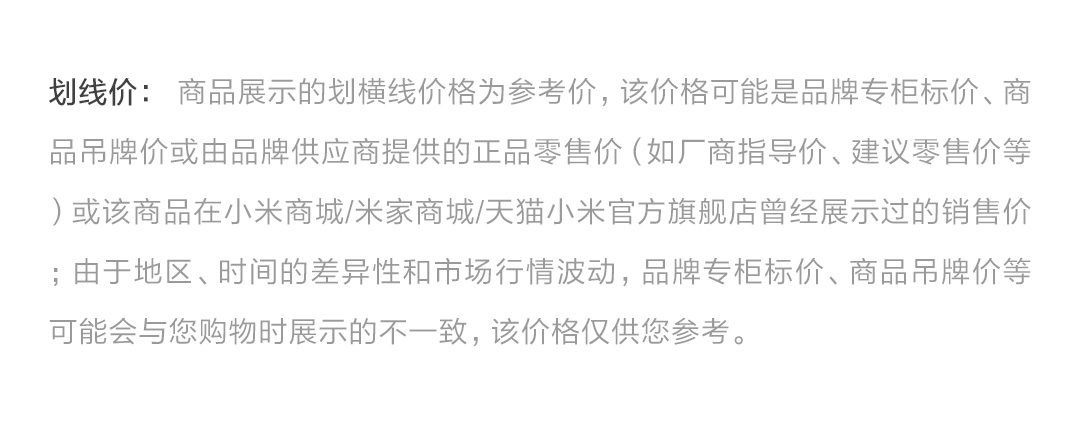 划线价： 商品展示的划横线价格为参考价，该价格可能是品牌专柜标价、商
品吊牌价或由品牌供应商提供的正品零售价（如厂商指导价、建议零售价等
）或该商品在小米商城/米家商城/天猫小米官方旗舰店曾经展示过的销售价
；由于地区、时间的差异性和市场行情波动，品牌专柜标价、商品吊牌价等
可能会与您购物时展示的不一致，该价格仅供您参考。